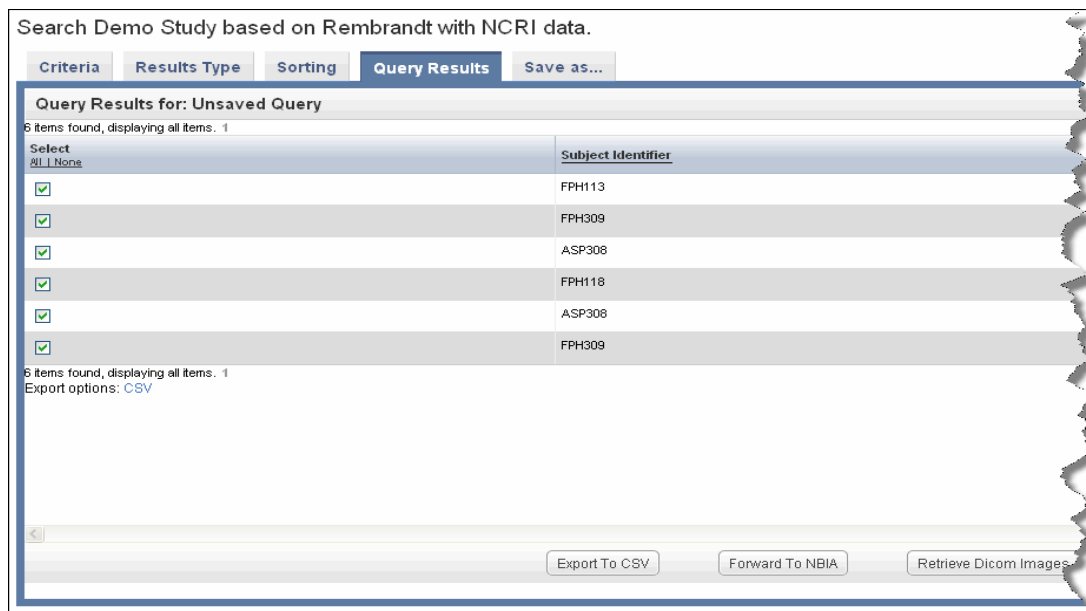 Search Demo Study based on Rembrandt with NCRI data.
Criteria Results Type Sorting Query Results Save as...
Query Results for: Unsaved Query
6 items found, displaying all items. 1
Select
All | None
Subject Identifier
FPH113
FPH309
ASP308
FPH118
ASP308
FPH309
6 items found, displaying all items. 1
Export options: CSV
Export To CSV Forward To NBIA Retrieve Dicom Images